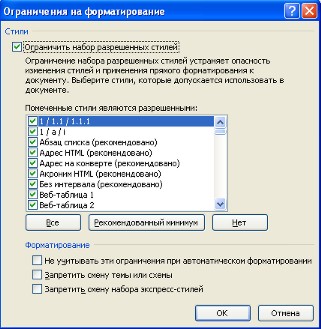 Ограничения на форматирование
Стили
Ограничить набор разрешенных стилей
Ограничение набора разрешенных стилей устраняет опасность
изменения стилей и применения прямого форматирования к
документу. Выберите стили, которые допускается использовать в
документе.
Помеченные стили являются разрешенными:
1 / 1.1 / 1.1.1
1 / a / i
Абзац списка (рекомендовано)
Адрес HTML (рекомендовано)
Адрес на конверте (рекомендовано)
Акроним HTML (рекомендовано)
Без интервала (рекомендовано)
Веб-таблица 1
Веб-таблица 2
Все
Рекомендованный минимум
Нет
Форматирование
Не учитывать эти ограничения при автоматическом форматировании
Запретить смену темы или схемы
Запретить смену набора экспресс-стилей
ОК
Отмена